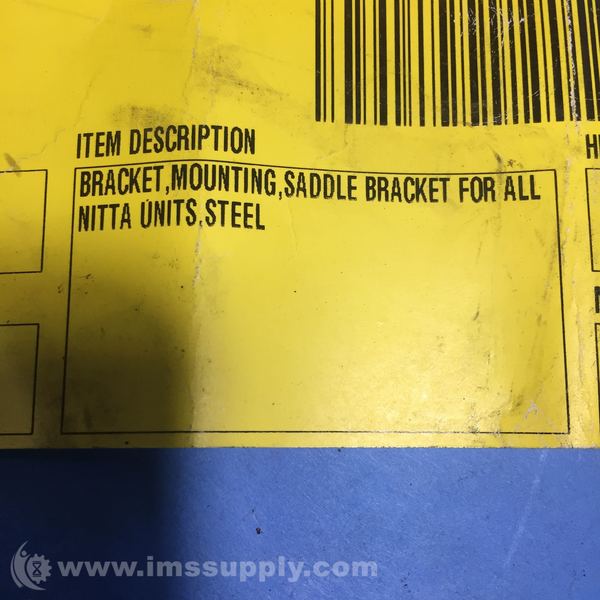 ITEM DESCRIPTION
BRACKET,MOUNTING,SADDLE BRACKET FOR ALL
NITTA UNITS,STEEL
www.imssupply.com